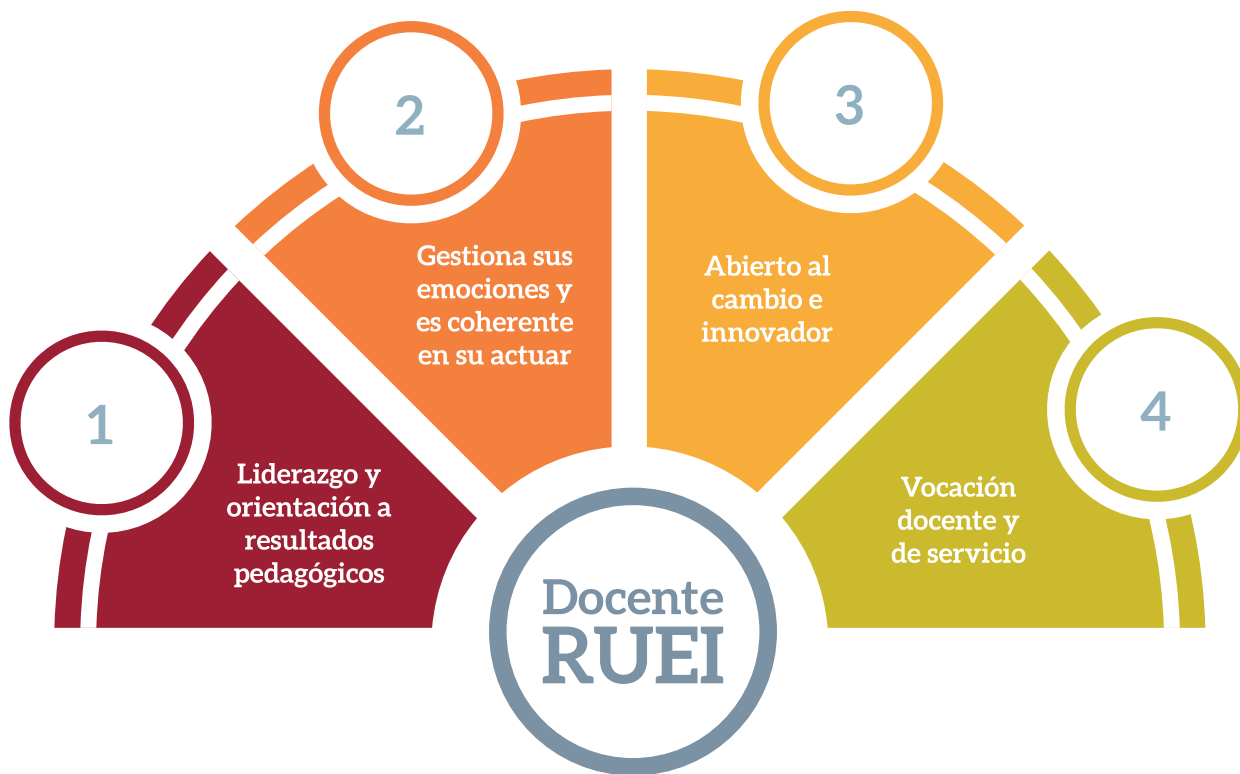 1
Liderazgo y
orientación a
resultados
pedagógicos
2
Gestiona sus
emociones y
es coherente
en su actuar
3
Abierto al
cambio e
innovador
4
Vocación
docente y
de servicio
Docente
RUEI